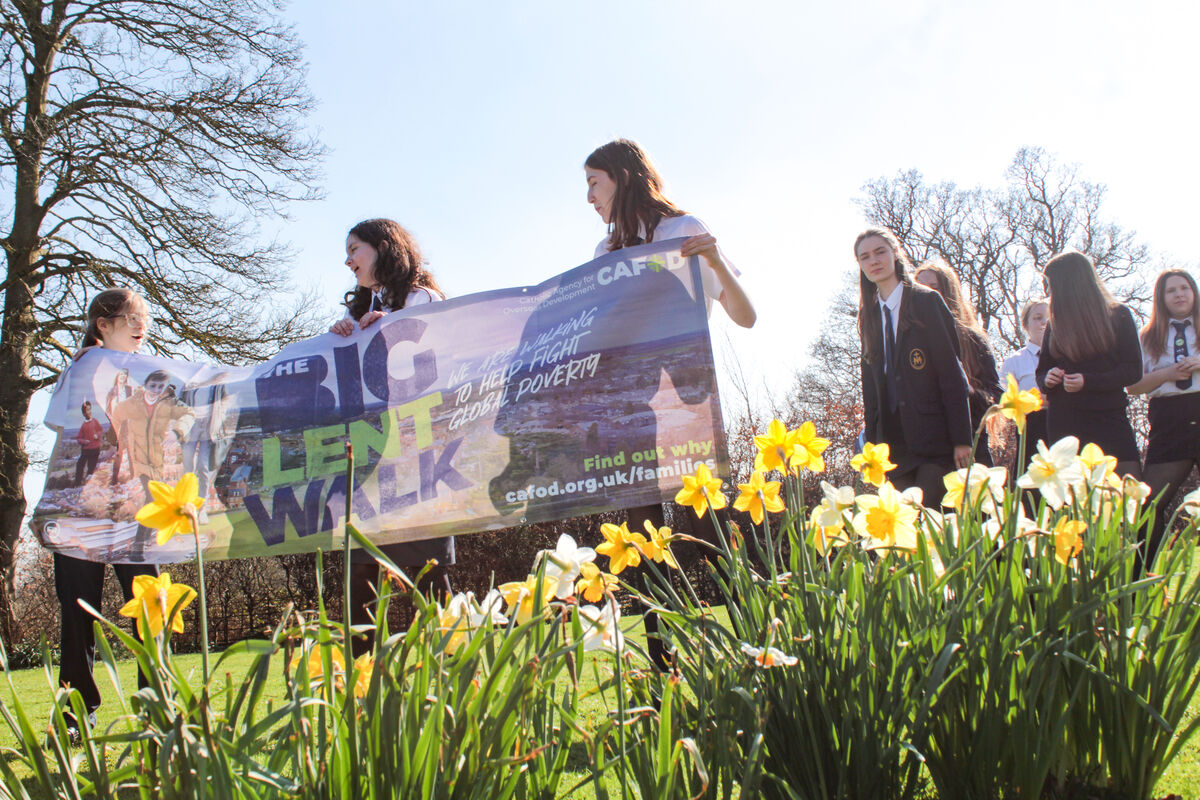 Catholic Agency for
Overseas Development
CAFOD
THE
BIG
LENT
WALK
WE ARE WALKING
TO HELP FIGHT
GLOBAL POVERTY
Find out why
cafod.org.uk/families